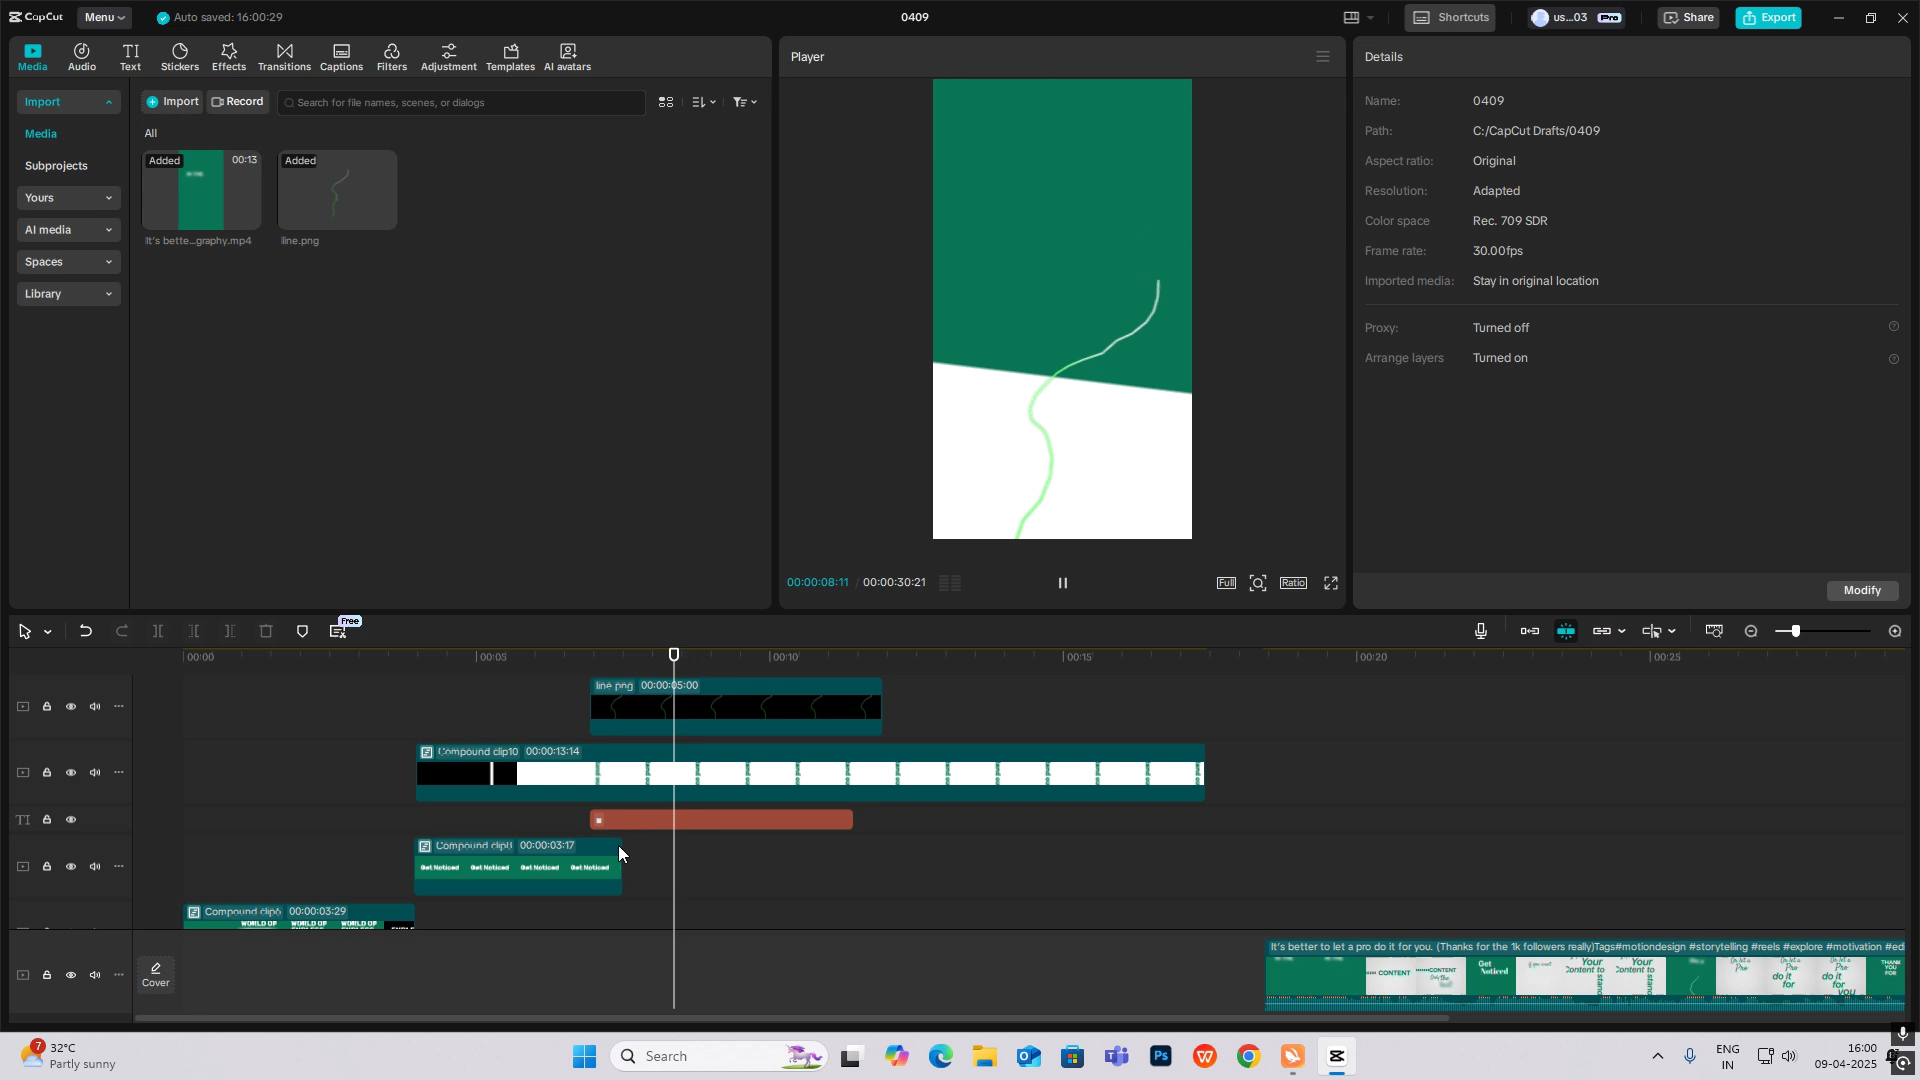 CapCut
Menu
Auto saved: 16:00:29
0409
Shortcuts
us...03
Pro
Share
Export
Media
Audio
Text
Stickers
Effects
Transitions
Captions
Filters
Adjustment
Templates
AI avatars
Player
Details
Import
Media
Subprojects
Yours
AI media
Spaces
Library
Import
Record
Search for file names, scenes, or dialogs
All
Added
00:13
Added
It's bette...graphy.mp4
line.png
Name: 0409
Path: C:/CapCut Drafts/0409
Aspect ratio: Original
Resolution: Adapted
Color space Rec. 709 SDR
Frame rate: 30.00fps
Imported media: Stay in original location
Proxy: Turned off
Arrange layers Turned on
Modify
00:00:08:11 / 00:00:30:21
Full
Ratio
Free
00:00
00:05
00:10
00:15
00:20
00:25
line.png 00:00:05:00
Compound clip10 00:00:13:14
00:00:03:17
Get Noticed Get Noticed Get Noticed Get Noticed
Compound clip6 00:00:03:29
WORLD OF WORLD OF WORLD OF
Cover
It's better to let a pro do it for you. (Thanks for the 1k followers really)Tags#motiondesign #storytelling #reels #explore #motivation #edi
CONTENT
CONTENT
Get Noticed
Your Content to
Your Content to
do it for
do it for
do it for you
THANK YOU FOR
7
32°C
Partly sunny
Search
ENG
IN
16:00
09-04-2025